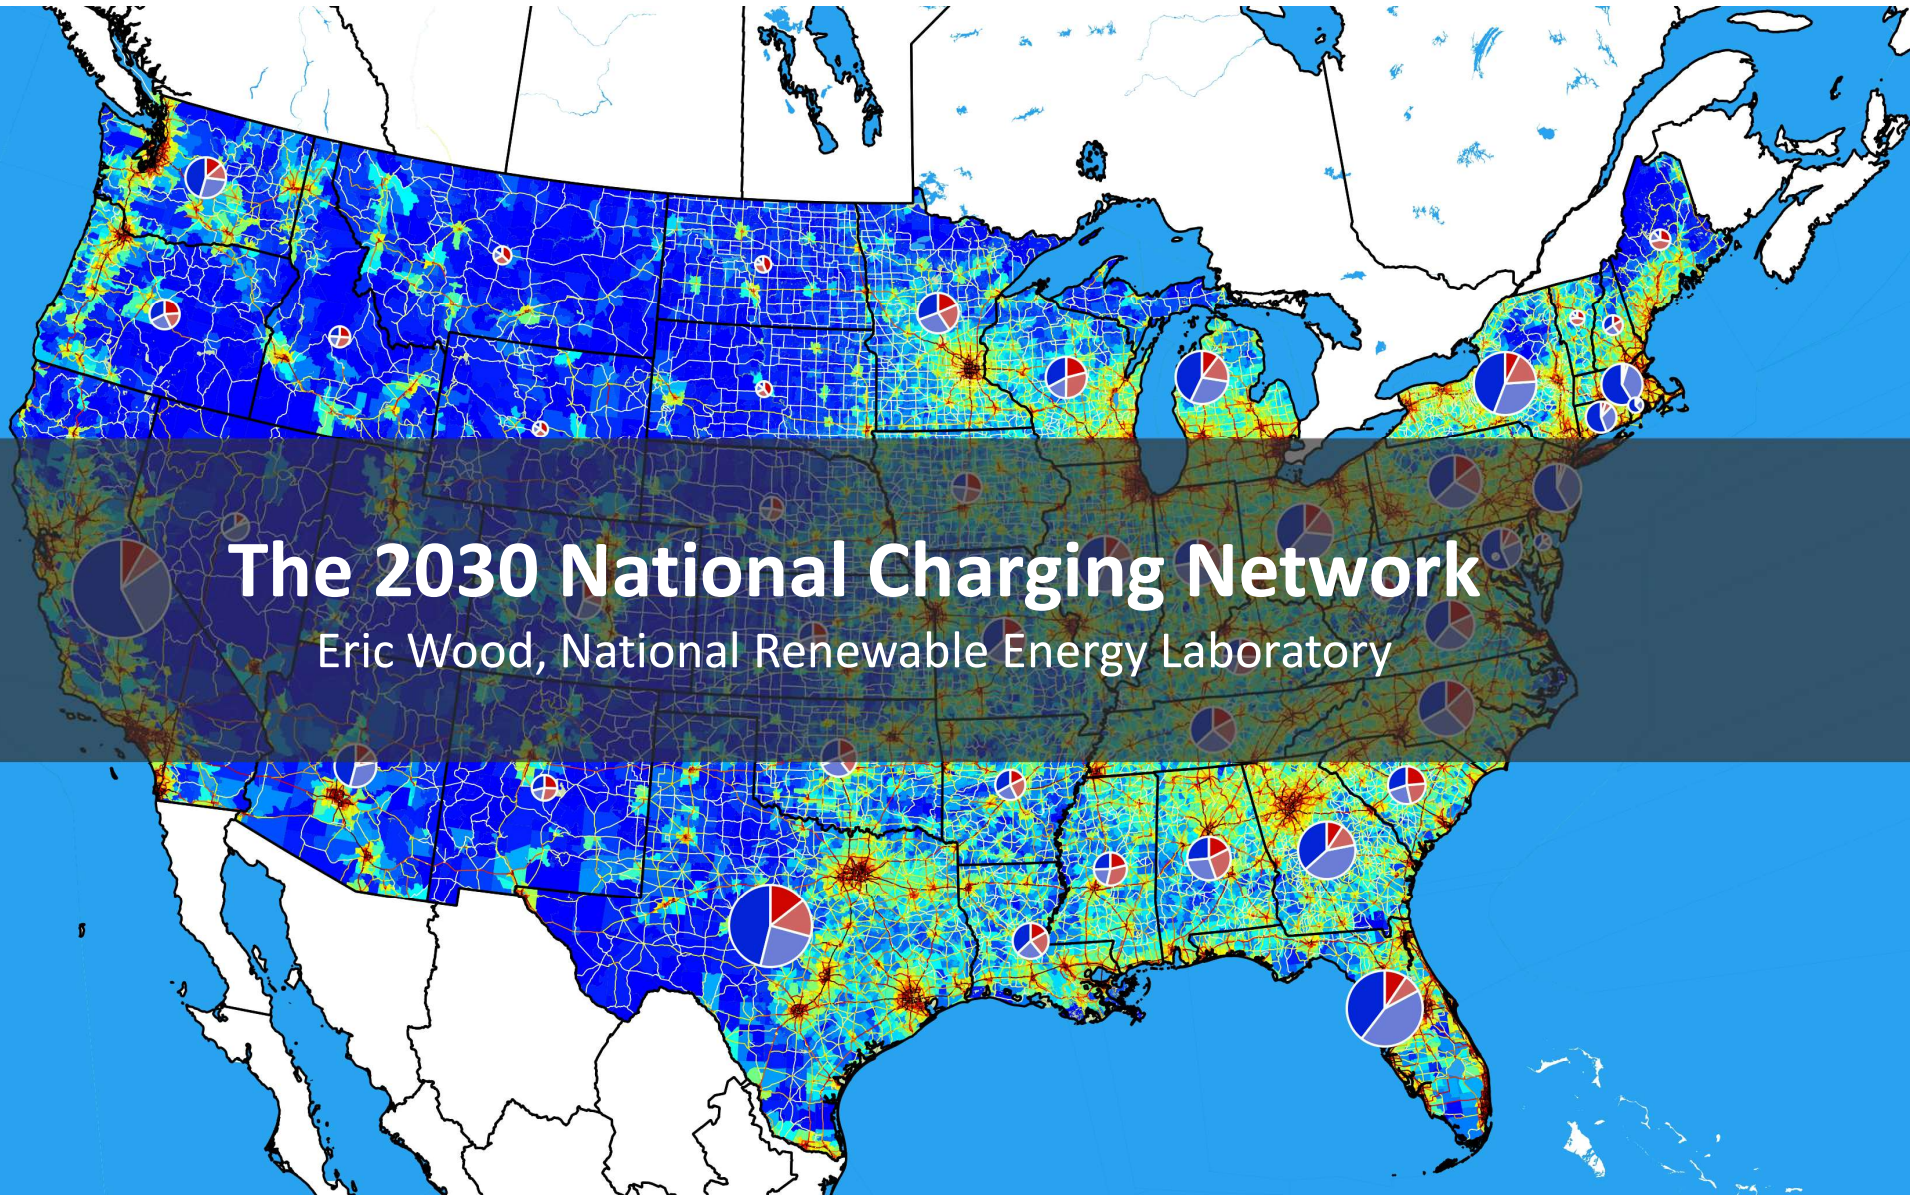 The 2030 National Charging Network
Eric Wood, National Renewable Energy Laboratory